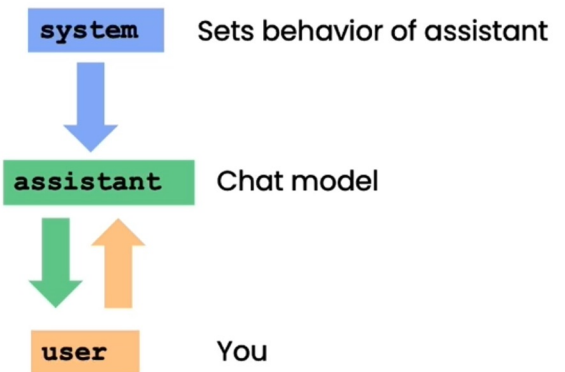 system Sets behavior of assistant
assistant Chat model
user You